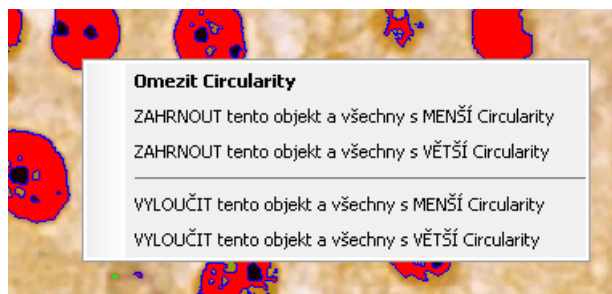 Omezit Circularity
ZAHRNOUT tento objekt a všechny s MENŠÍ Circularity
ZAHRNOUT tento objekt a všechny s VĚTŠÍ Circularity
VYLOUČIT tento objekt a všechny s MENŠÍ Circularity
VYLOUČIT tento objekt a všechny s VĚTŠÍ Circularity